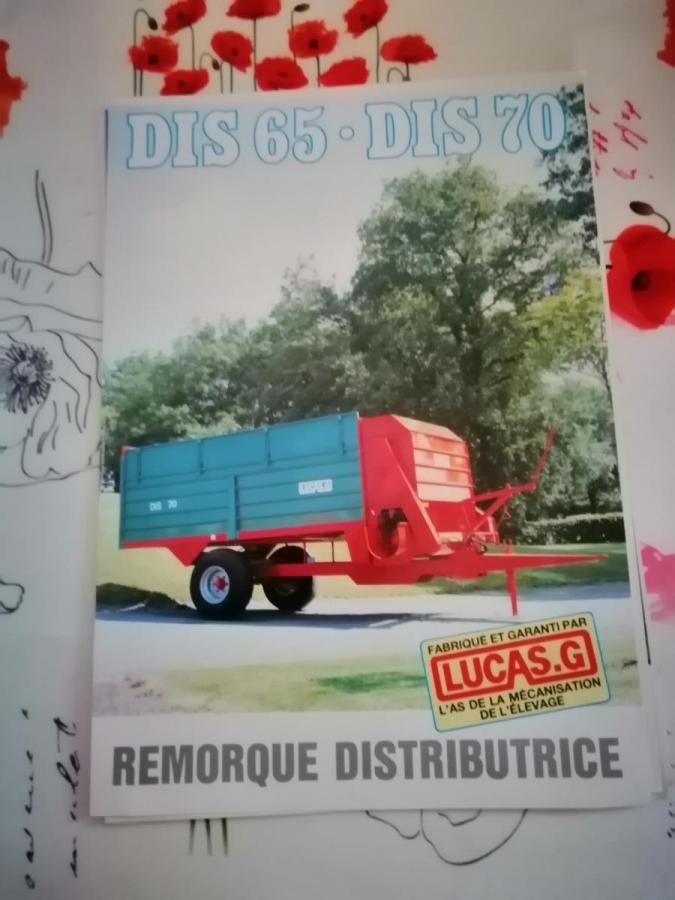 DIS 65 • DIS 70
DIS 70
LUCAS.G
FABRIQUE ET GARANTI PAR
LUCAS.G
L'AS DE LA MÉCANISATION
DE L'ÉLEVAGE
REMORQUE DISTRIBUTRICE